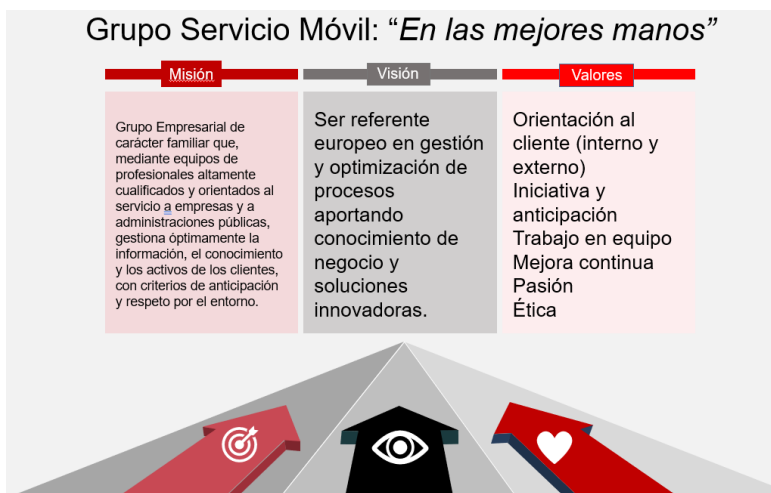 Grupo Servicio Móvil: “En las mejores manos”
Misión
Grupo Empresarial de
carácter familiar que,
mediante equipos de
profesionales altamente
cualificados y orientados al
servicio a empresas y a
administraciones públicas,
gestiona óptimamente la
información, el conocimiento
y los activos de los clientes,
con criterios de anticipación
y respeto por el entorno.
Visión
Ser referente
europeo en gestión
y optimización de
procesos
aportando
conocimiento de
negocio y
soluciones
innovadoras.
Valores
Orientación al
cliente (interno y
externo)
Iniciativa y
anticipación
Trabajo en equipo
Mejora continua
Pasión
Ética